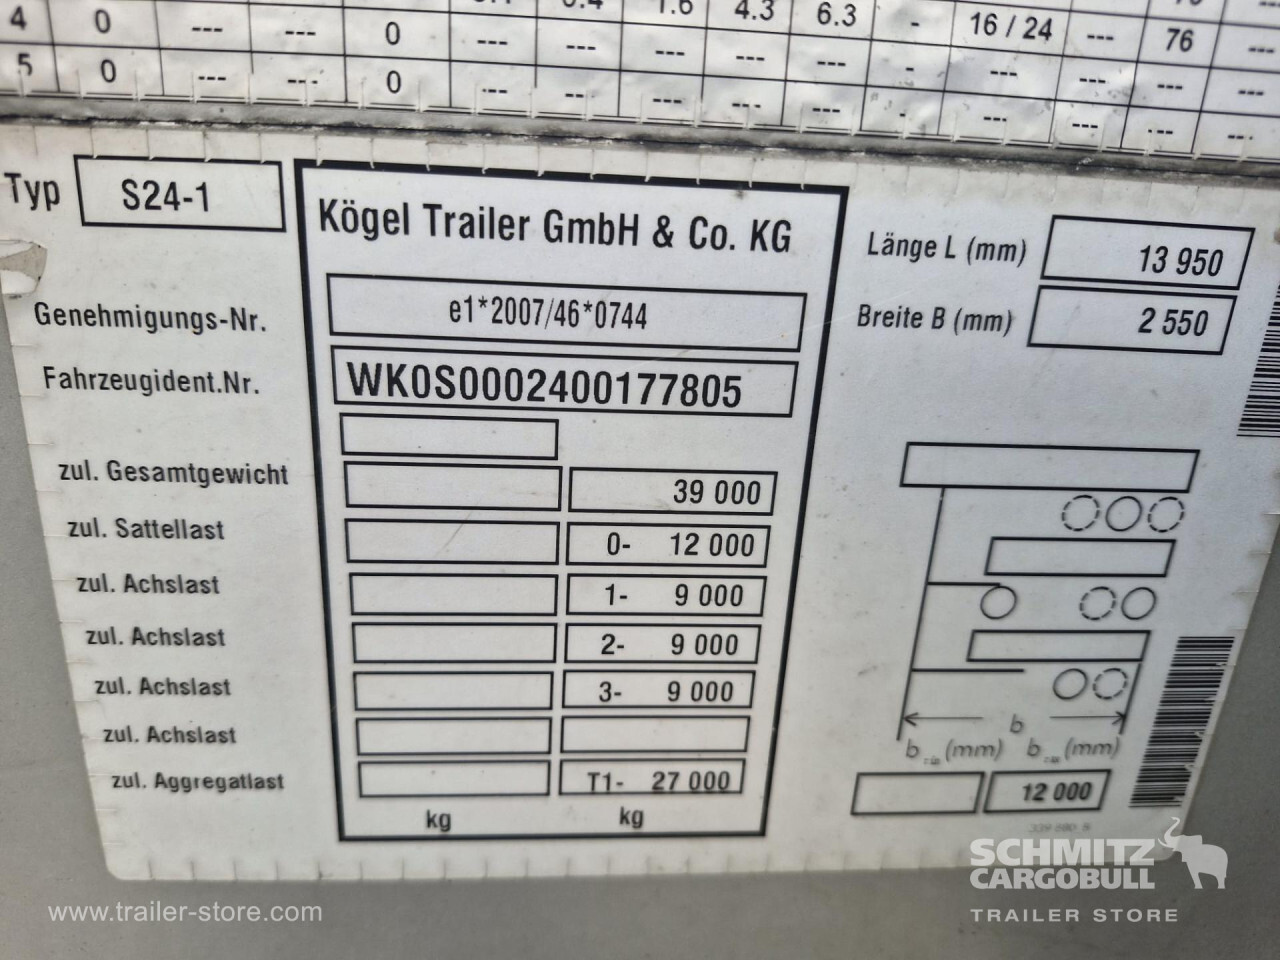 4 0 --- --- 0 --- --- 1.6 4.3 6.3 - 16 / 24 --- 76 ---
5 0 --- --- 0 --- --- --- --- --- - --- --- --- ---
Typ S24-1
Kögel Trailer GmbH & Co. KG
Länge L (mm) 13 950
Breite B (mm) 2 550
Genehmigungs-Nr. e1*2007/46*0744
Fahrzeugident.Nr. WK0S0002400177805
zul. Gesamtgewicht 39 000
zul. Sattellast 0- 12 000
zul. Achslast 1- 9 000
zul. Achslast 2- 9 000
zul. Achslast 3- 9 000
zul. Achslast
zul. Aggregatlast T1- 27 000
kg kg
b
b (mm) b (mm)
12 000
SCHMITZ
CARGOBULL
TRAILER STORE
www.trailer-store.com